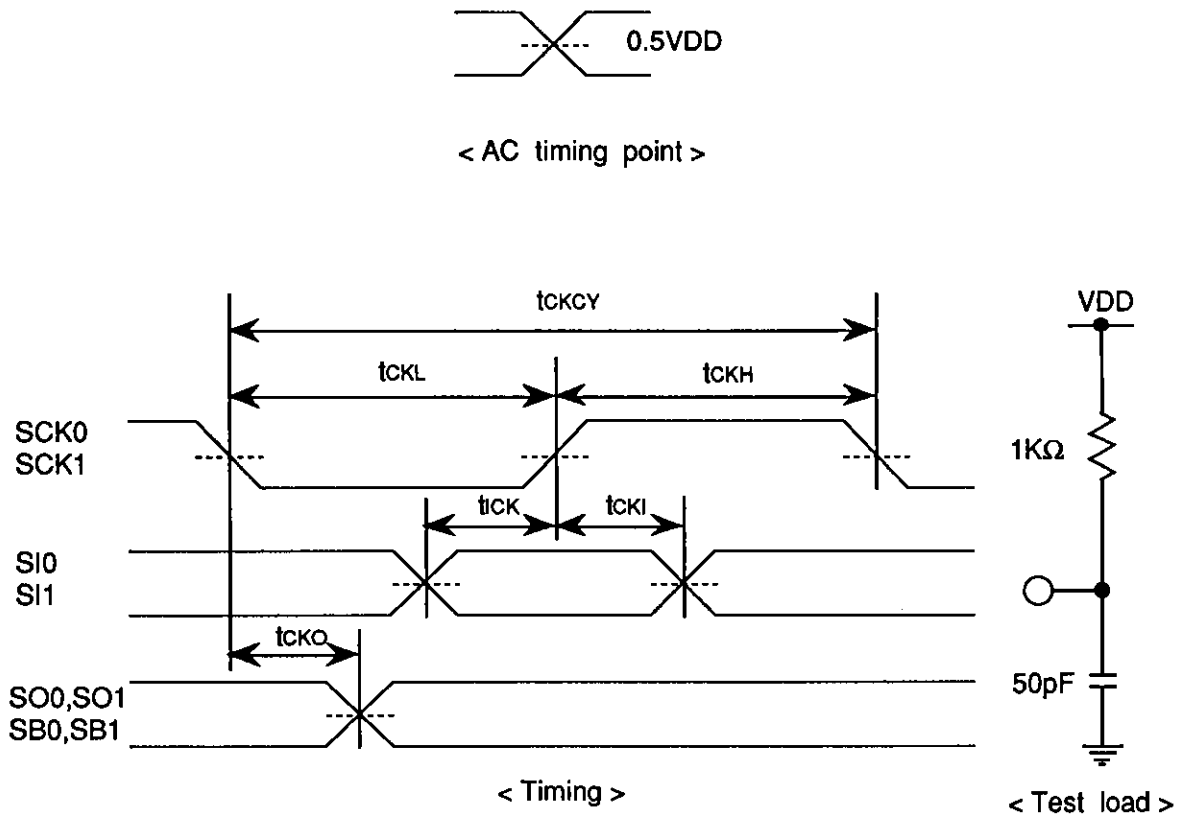 0.5VDD
< AC timing point >
tCKCY
VDD
tCKL
tCKH
SCK0
SCK1
1KΩ
tICK
tCKI
SI0
SI1
tCKO
SO0,SO1
SB0,SB1
50pF
< Timing >
< Test load >